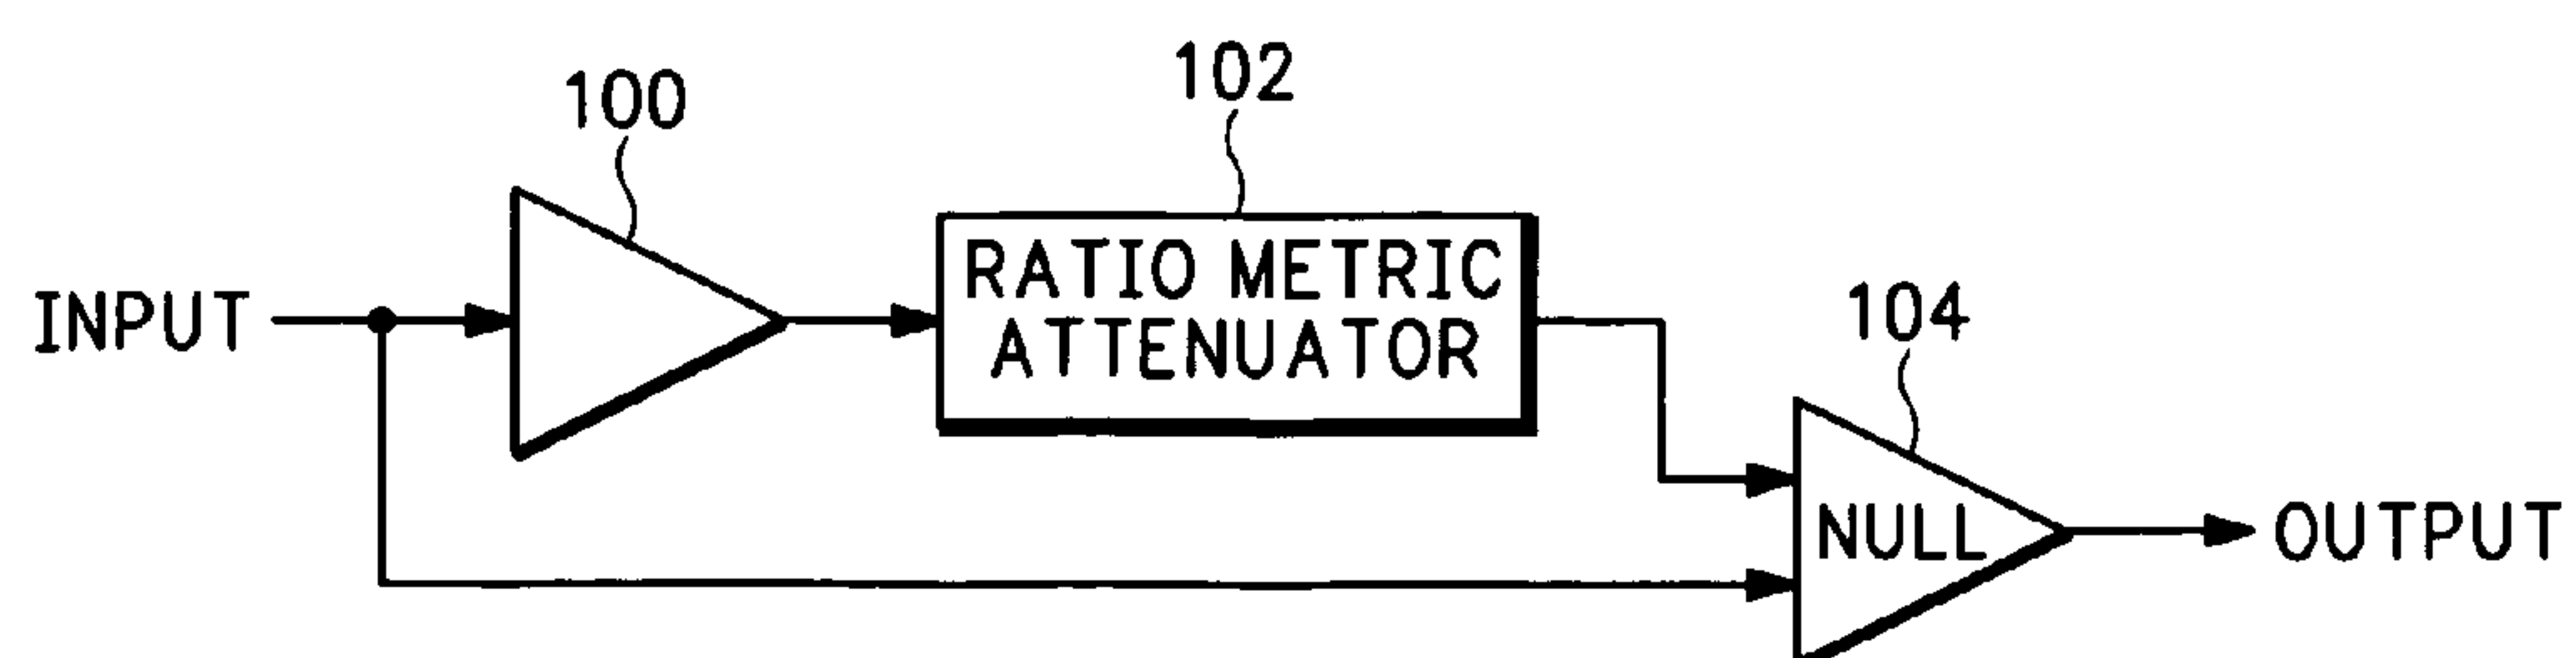 100
102
RATIO METRIC
ATTENUATOR
INPUT
104
NULL
OUTPUT